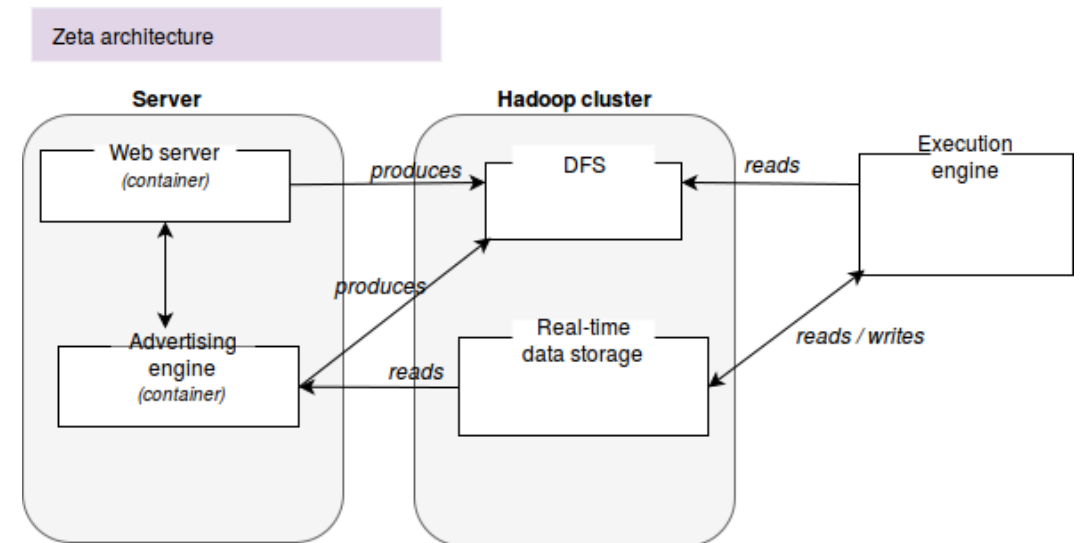 Zeta architecture
Server
Hadoop cluster
Web server
(container)
produces
DFS
reads
Execution
engine
produces
Advertising
engine
(container)
reads
Real-time
data storage
reads / writes